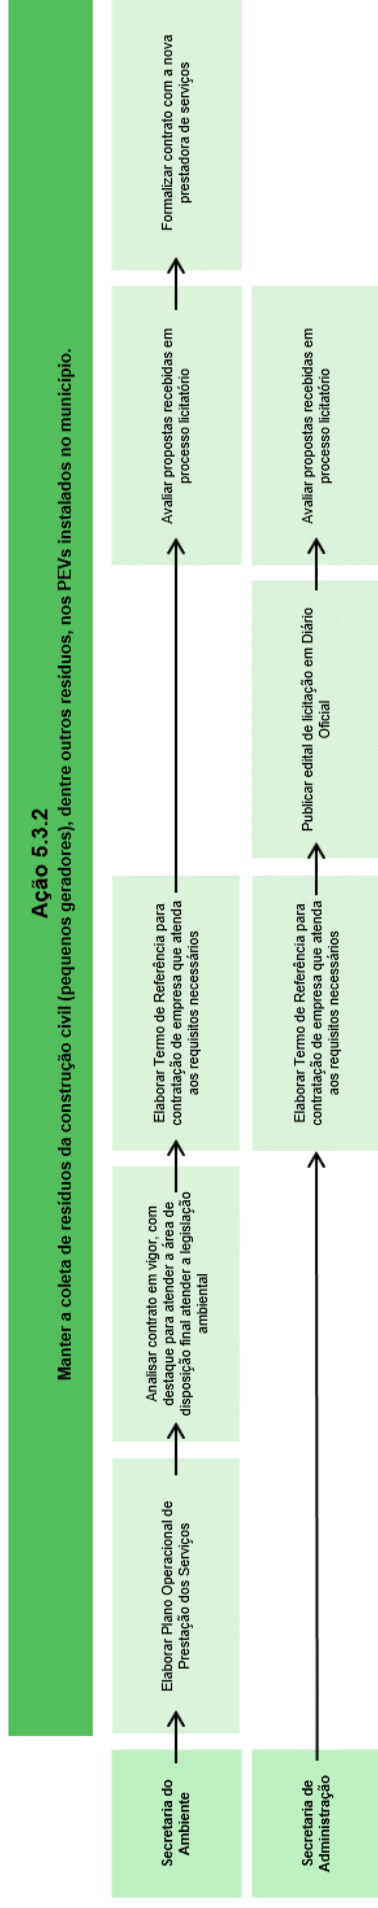 Ação 5.3.2
Manter a coleta de resíduos da construção civil (pequenos geradores), dentre outros resíduos, nos PEVs instalados no município.
Secretaria do
Ambiente
Elaborar Plano Operacional de
Prestação dos Serviços
Analisar contrato em vigor, com
destaque para atender a área de
disposição final atender a legislação
ambiental
Elaborar Termo de Referência para
contratação de empresa que atenda
aos requisitos necessários
Avaliar propostas recebidas em
processo licitatório
Formalizar contrato com a nova
prestadora de serviços
Secretaria de
Administração
Elaborar Termo de Referência para
contratação de empresa que atenda
aos requisitos necessários
Publicar edital de licitação em Diário
Oficial
Avaliar propostas recebidas em
processo licitatório